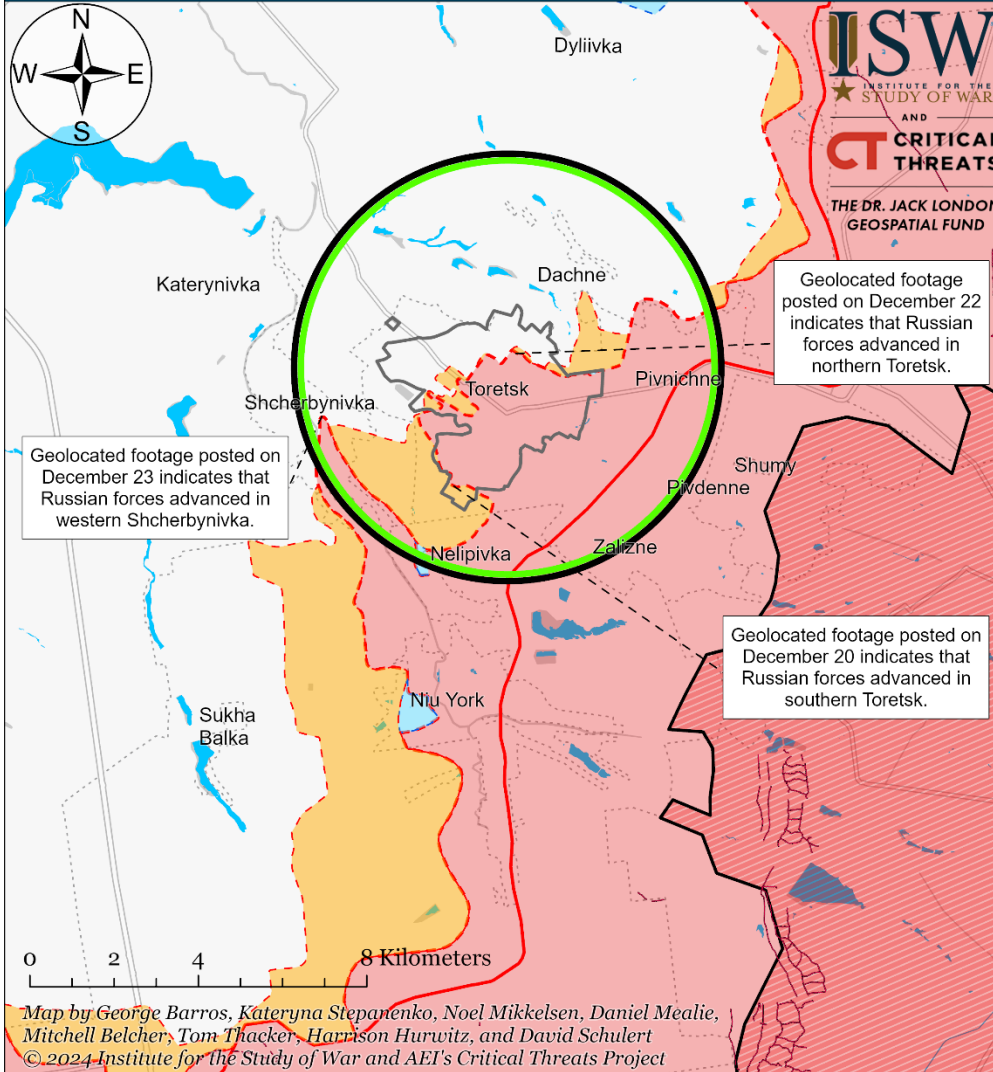 N
W E
S
Dyliivka
ISW
INSTITUTE FOR THE
STUDY OF WAR
AND
CT CRITICAL
THREATS
THE DR. JACK LONDON
GEOSPATIAL FUND
Katerynivka
Dachne
Geolocated footage
posted on December 22
indicates that Russian
forces advanced in
northern Toretsk.
Toretsk
Pivnichne
Shcherbynivka
Geolocated footage posted on
December 23 indicates that
Russian forces advanced in
western Shcherbynivka.
Shumy
Pivdenne
Nelipivka
Zalizne
Geolocated footage posted on
December 20 indicates that
Russian forces advanced in
southern Toretsk.
Niu York
Sukha
Balka
0 2 4 8 Kilometers
Map by George Barros, Kateryna Stepanenko, Noel Mikkelsen, Daniel Mealie,
Mitchell Belcher, Tom Thacker, Harrison Hurwitz, and David Schulert
© 2024 Institute for the Study of War and AEI's Critical Threats Project